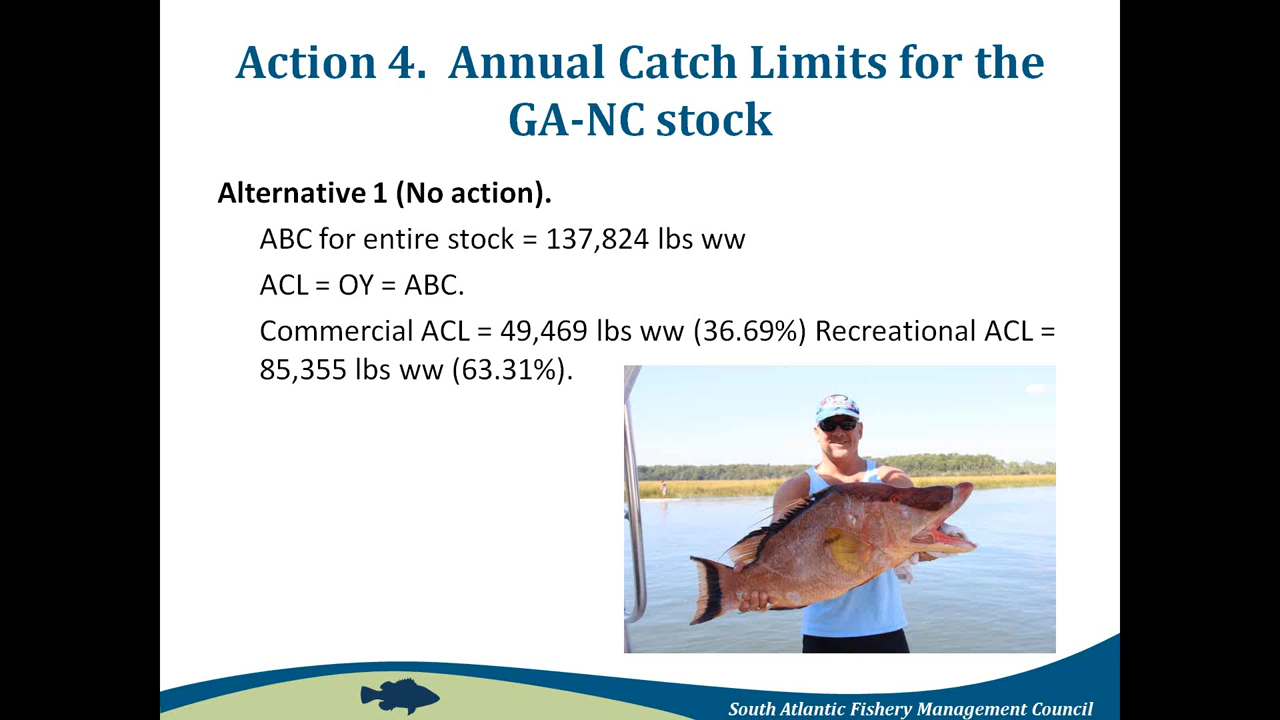 Action 4.  Annual Catch Limits for the
GA-NC stock
Alternative 1 (No action).
ABC for entire stock = 137,824 lbs ww
ACL = OY = ABC.
Commercial ACL = 49,469 lbs ww (36.69%) Recreational ACL =
85,355 lbs ww (63.31%).
South Atlantic Fishery Management Council